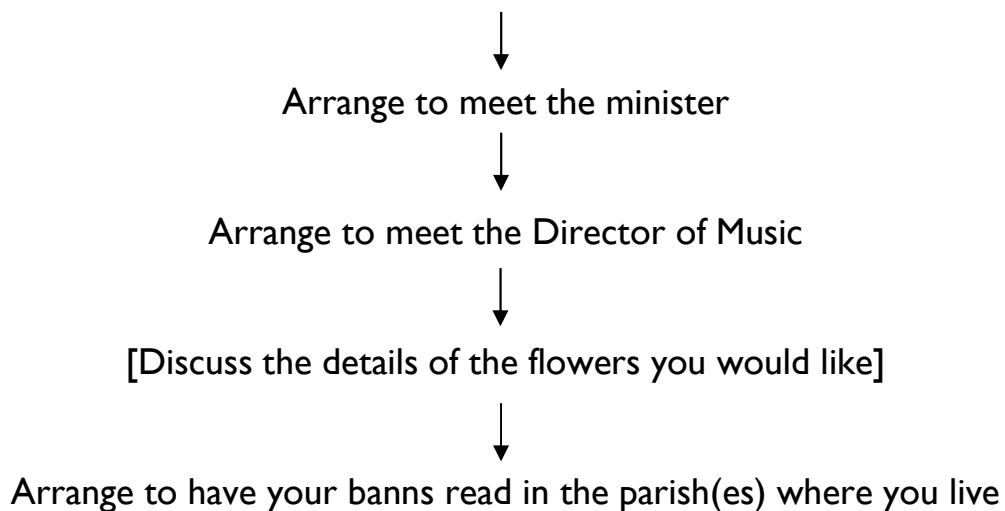 Arrange to meet the minister
Arrange to meet the Director of Music
[Discuss the details of the flowers you would like]
Arrange to have your banns read in the parish(es) where you live